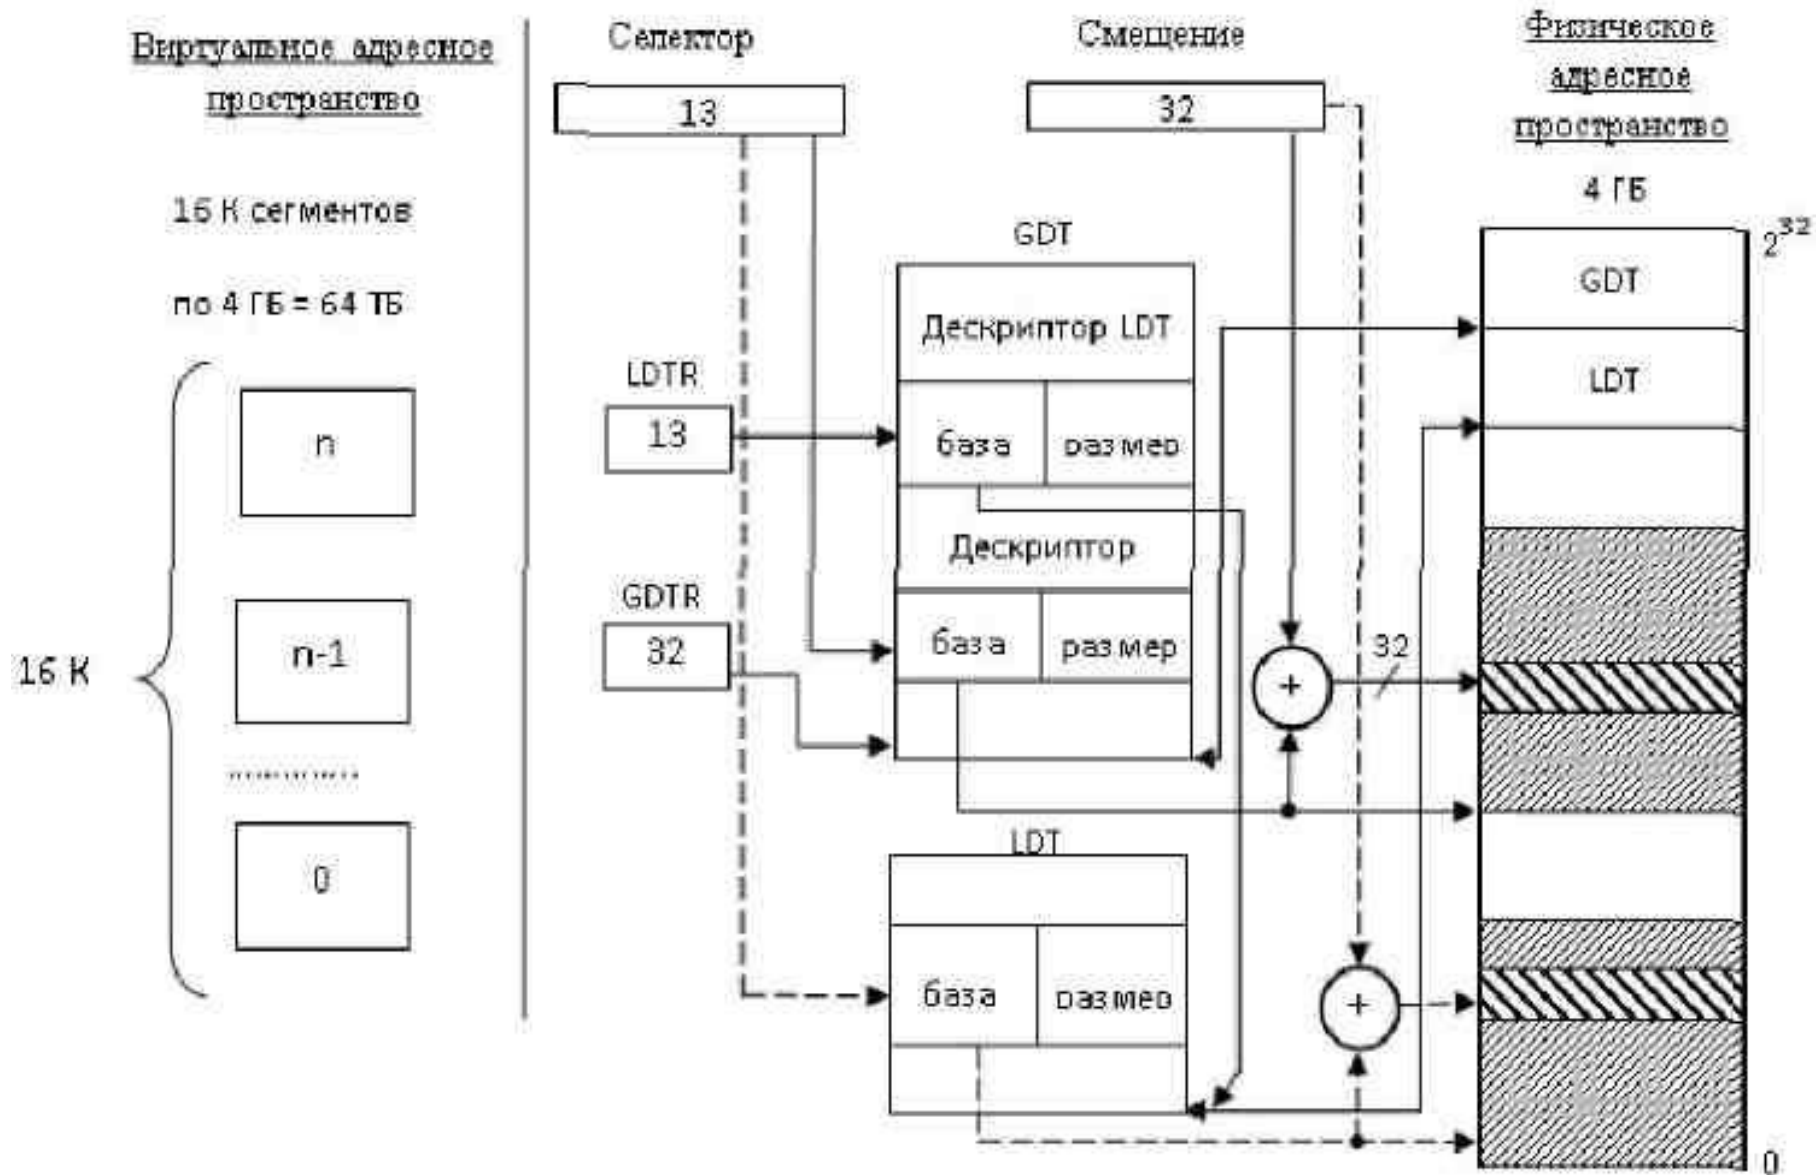 Виртуальное адресное
пространство
16 К сегментов
по 4 ГБ = 64 ТБ
16 К
n
n-1
0
Селектор
13
Смещение
32
LDTR
13
GDTR
32
GDT
Дескриптор LDT
база
размер
Дескриптор
база
размер
LDT
база
размер
+
32
+
Физическое
адресное
пространство
4 ГБ
2^32
GDT
LDT
0